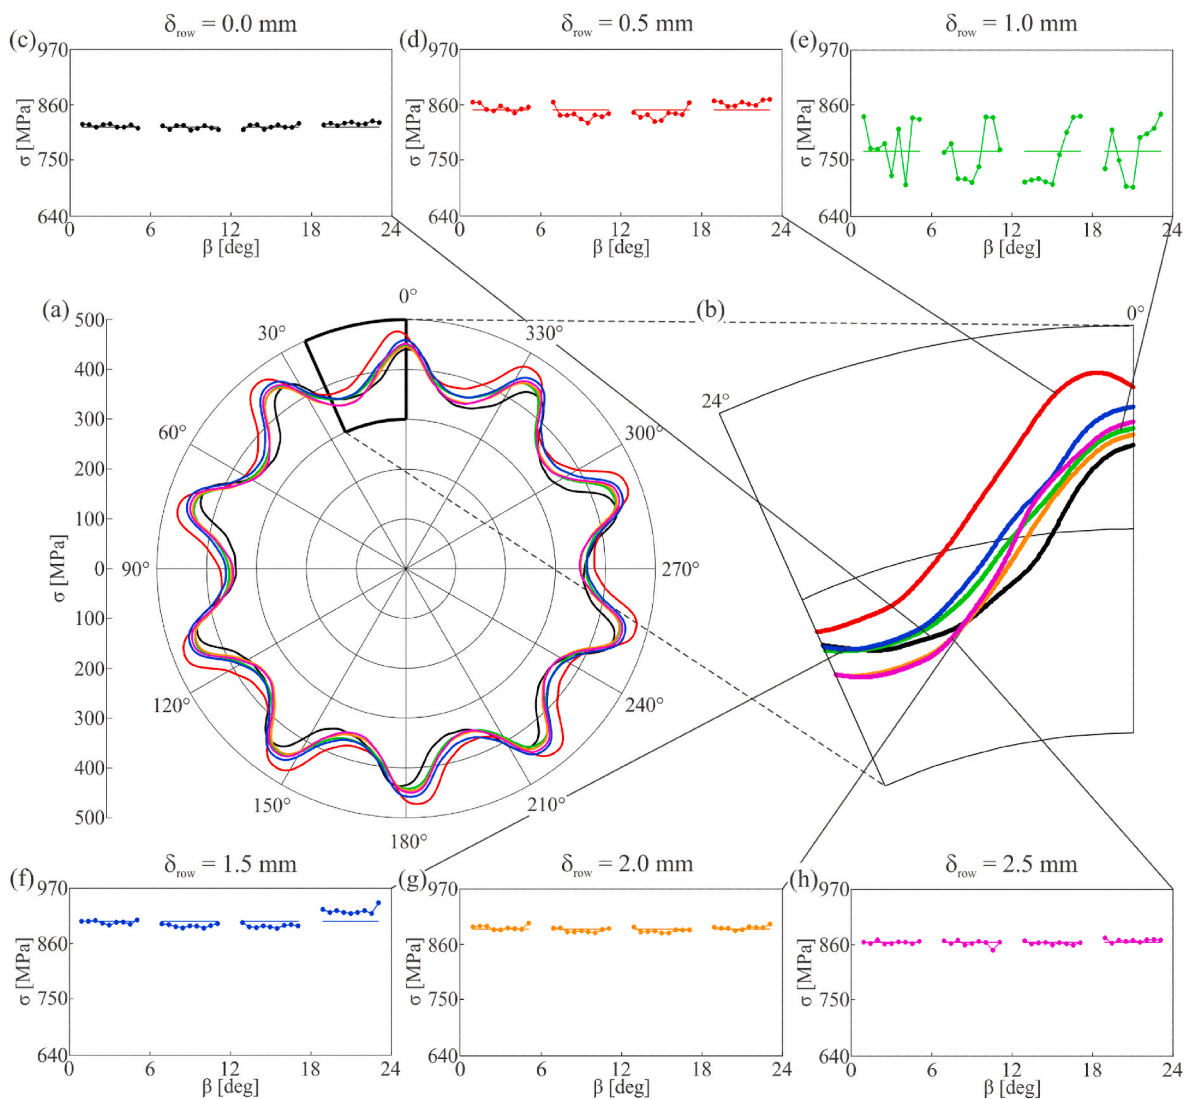 (c) δrow = 0.0 mm
970
860
750
640
σ [MPa]
0 6 12 18 24
β [deg]
(d) δrow = 0.5 mm
970
860
750
640
σ [MPa]
0 6 12 18 24
β [deg]
(e) δrow = 1.0 mm
970
860
750
640
σ [MPa]
0 6 12 18 24
β [deg]
(a)
500
400
300
200
100
0
100
200
300
400
500
σ [MPa]
0°
30°
60°
90°
120°
150°
180°
210°
240°
270°
300°
330°
(b)
0°
24°
(f) δrow = 1.5 mm
970
860
750
640
σ [MPa]
0 6 12 18 24
β [deg]
(g) δrow = 2.0 mm
970
860
750
640
σ [MPa]
0 6 12 18 24
β [deg]
(h) δrow = 2.5 mm
970
860
750
640
σ [MPa]
0 6 12 18 24
β [deg]